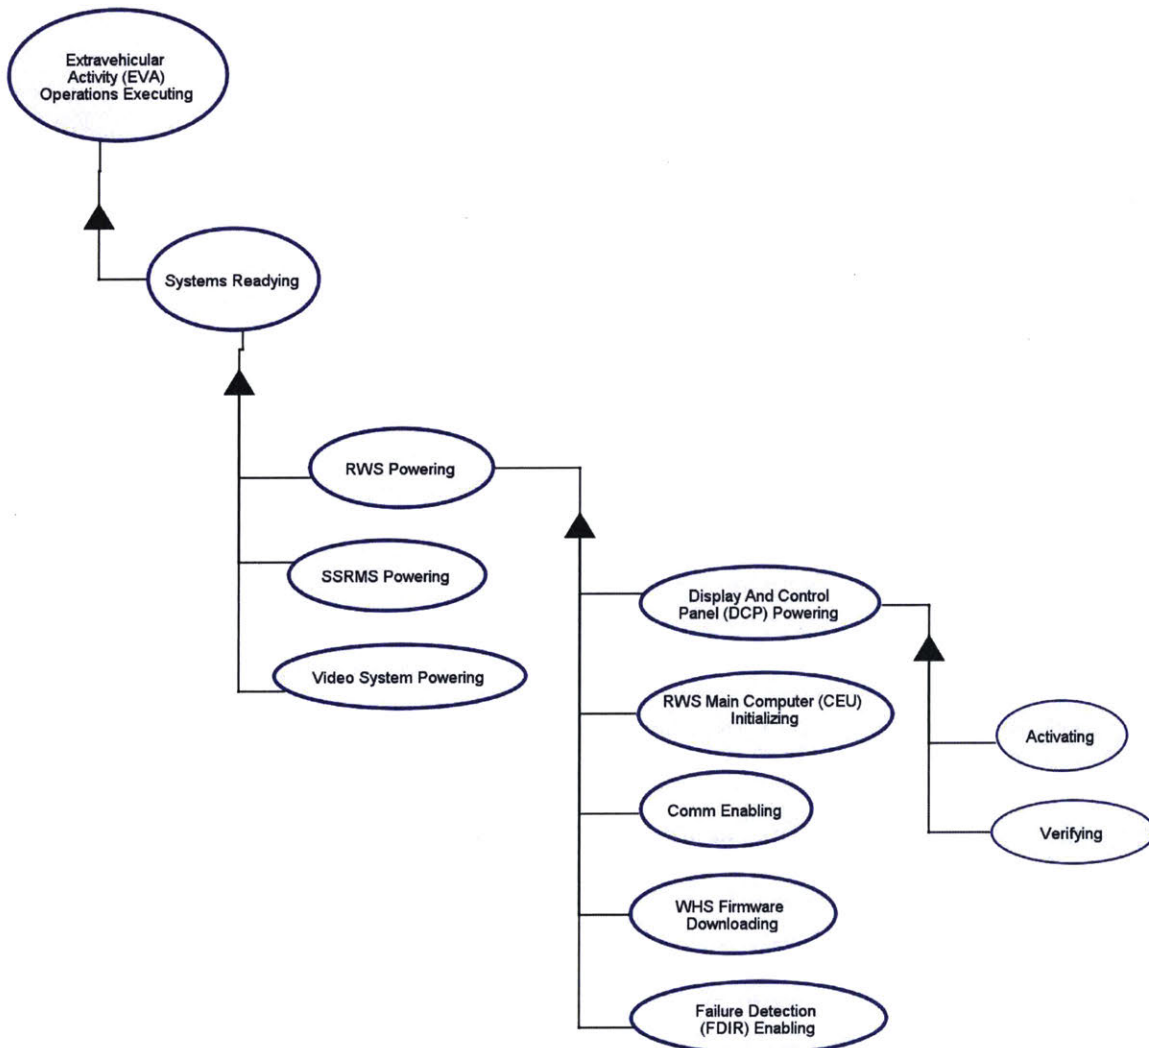 Extravehicular
Activity (EVA)
Operations Executing
Systems Readying
RWS Powering
SSRMS Powering
Video System Powering
Display And Control
Panel (DCP) Powering
RWS Main Computer (CEU)
Initializing
Comm Enabling
WHS Firmware
Downloading
Failure Detection
(FDIR) Enabling
Activating
Verifying